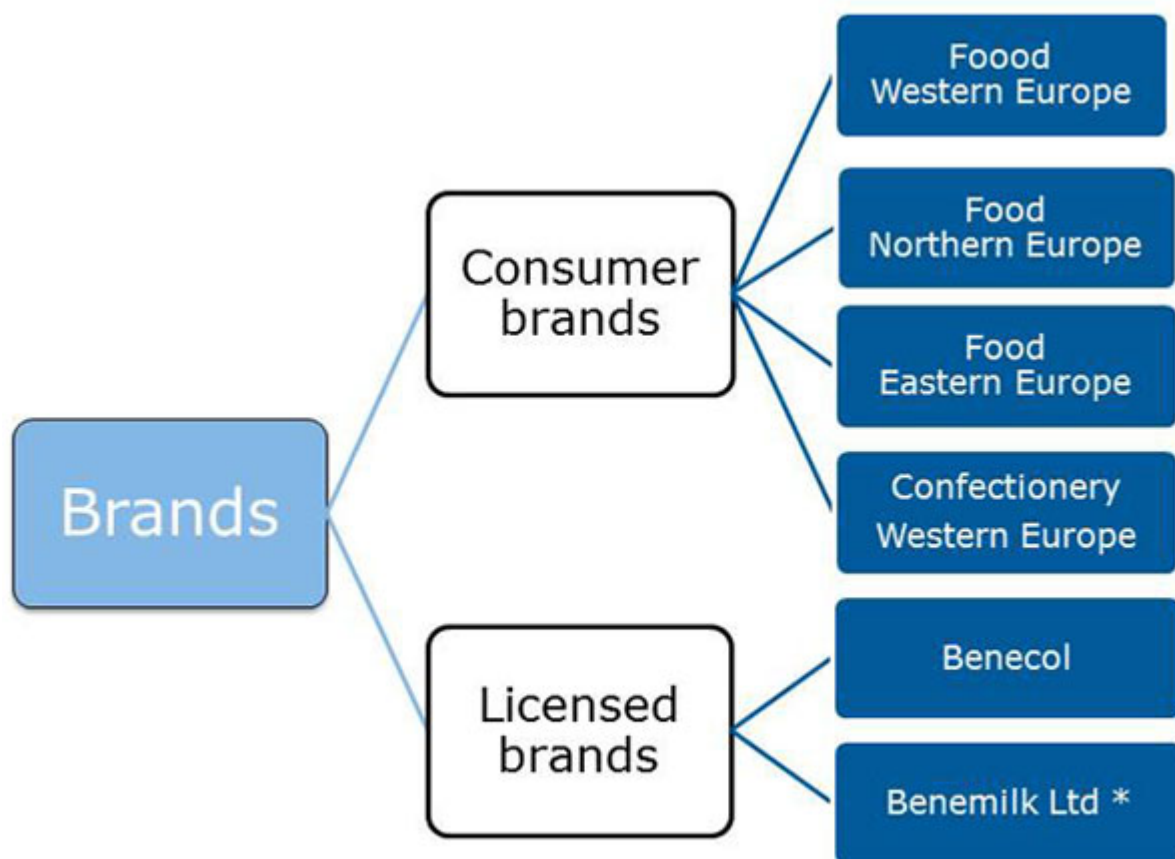 Brands
Consumer
brands
Foood
Western Europe
Food
Northern Europe
Food
Eastern Europe
Confectionery
Western Europe
Licensed
brands
Benecol
Benemilk Ltd *